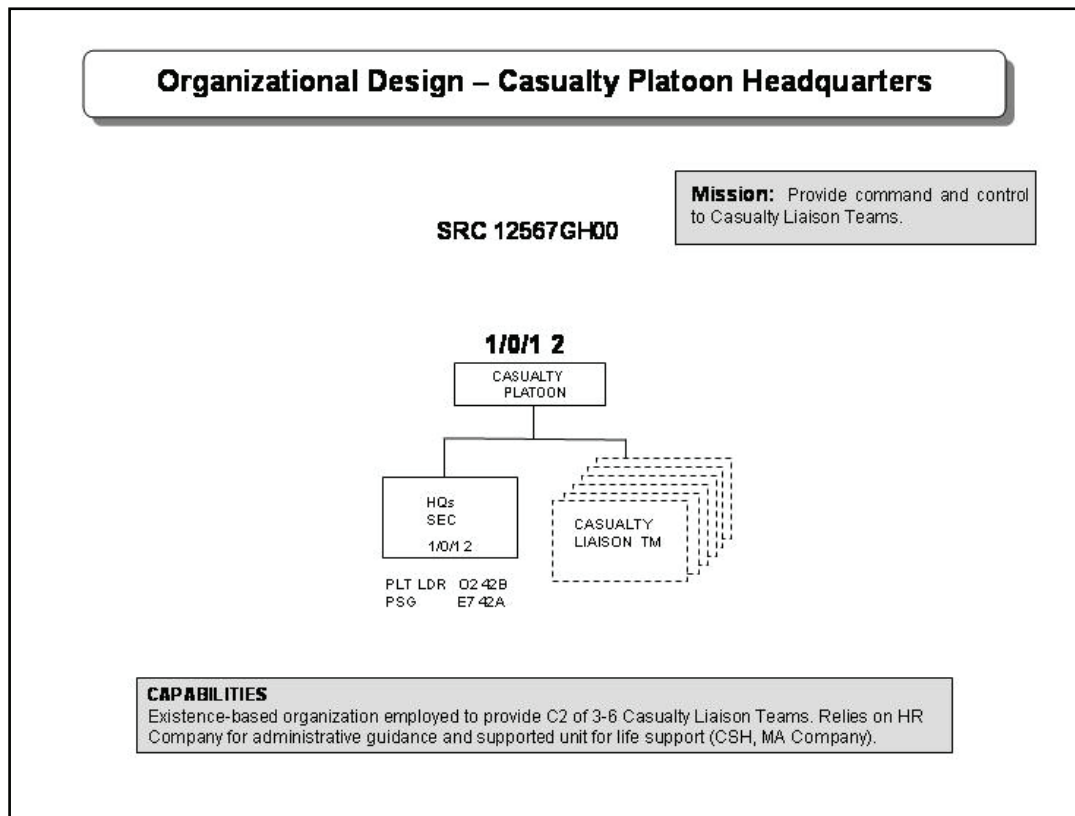 Organizational Design – Casualty Platoon Headquarters
Mission: Provide command and control
to Casualty Liaison Teams.
SRC 12567GH00
1/0/1 2
CASUALTY
PLATOON
HQs
SEC
1/0/1 2
CASUALTY
LIAISON TM
PLT LDR O2 42B
PSG E7 42A
CAPABILITIES
Existence-based organization employed to provide C2 of 3-6 Casualty Liaison Teams. Relies on HR
Company for administrative guidance and supported unit for life support (CSH, MA Company).